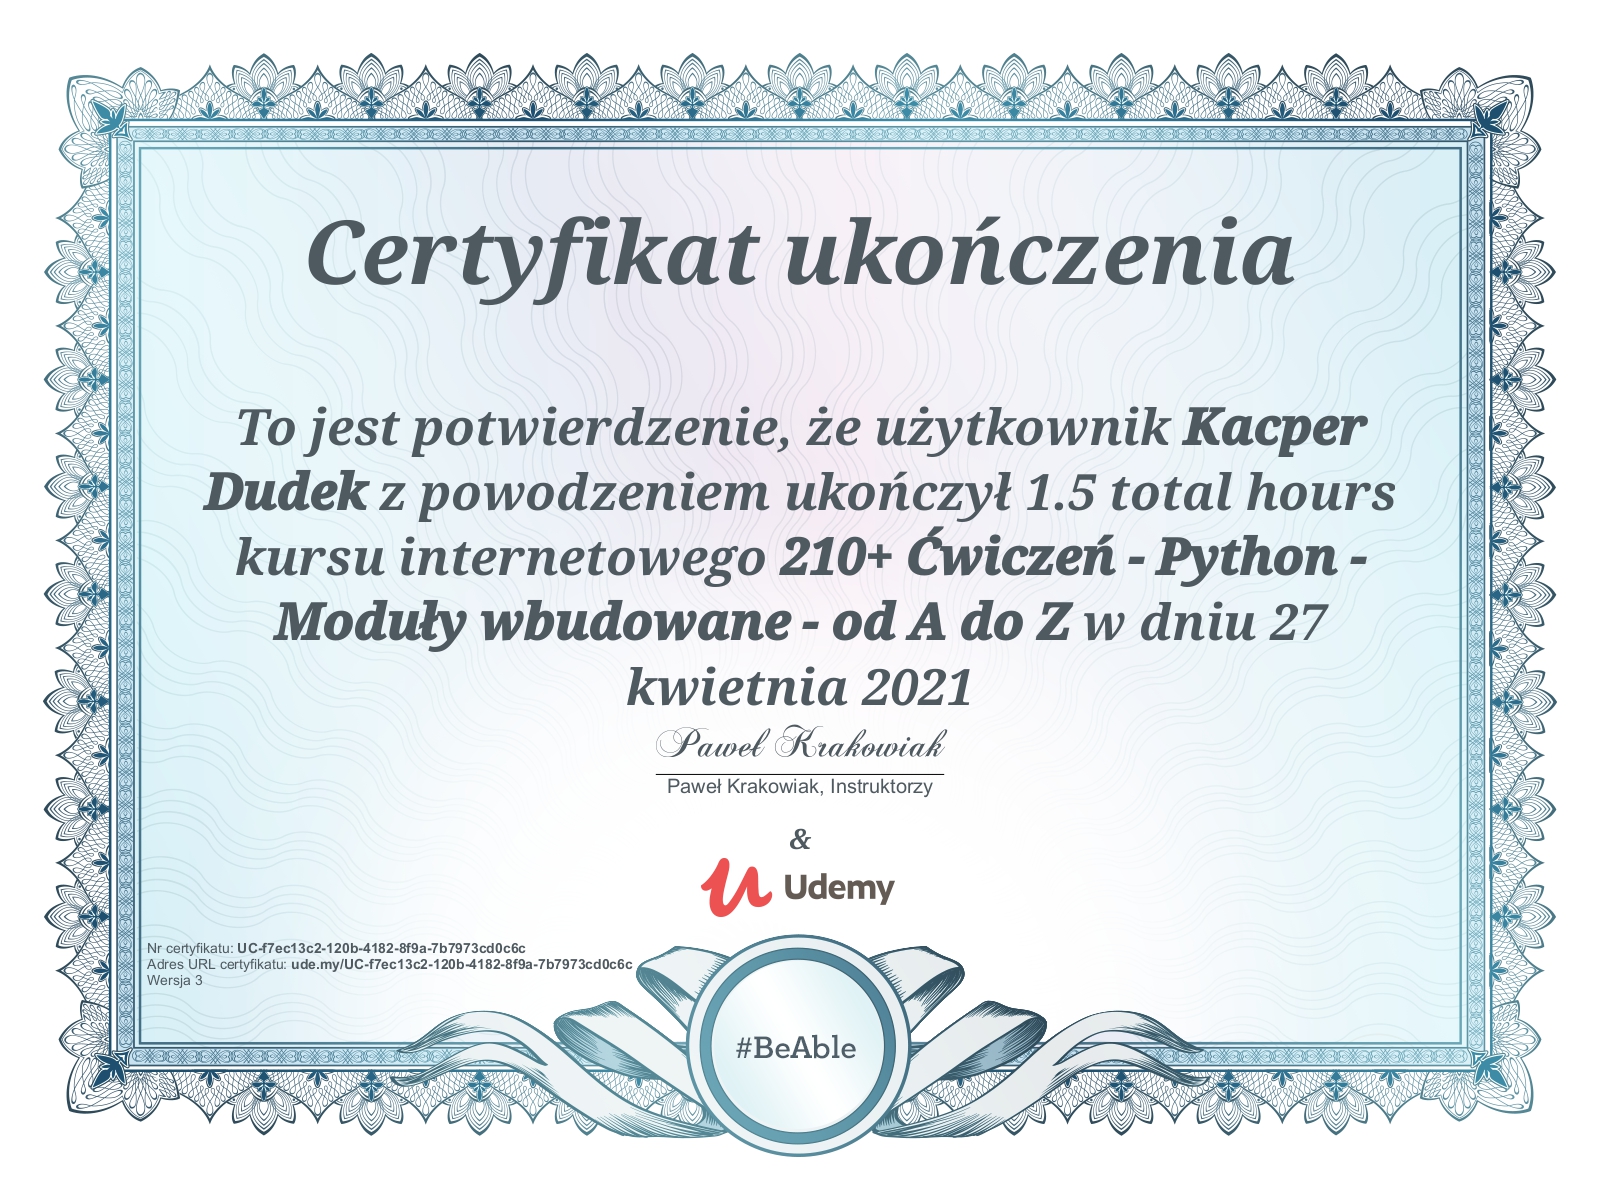 Certyfikat ukończenia
To jest potwierdzenie, że użytkownik Kacper
Dudek z powodzeniem ukończył 1.5 total hours
kursu internetowego 210+ Ćwiczeń - Python -
Moduły wbudowane - od A do Z w dniu 27
kwietnia 2021
Paweł Krakowiak
Paweł Krakowiak, Instruktorzy
&
Udemy
Nr certyfikatu: UC-f7ec13c2-120b-4182-8f9a-7b7973cd0c6c
Adres URL certyfikatu: ude.my/UC-f7ec13c2-120b-4182-8f9a-7b7973cd0c6c
Wersja 3
#BeAble